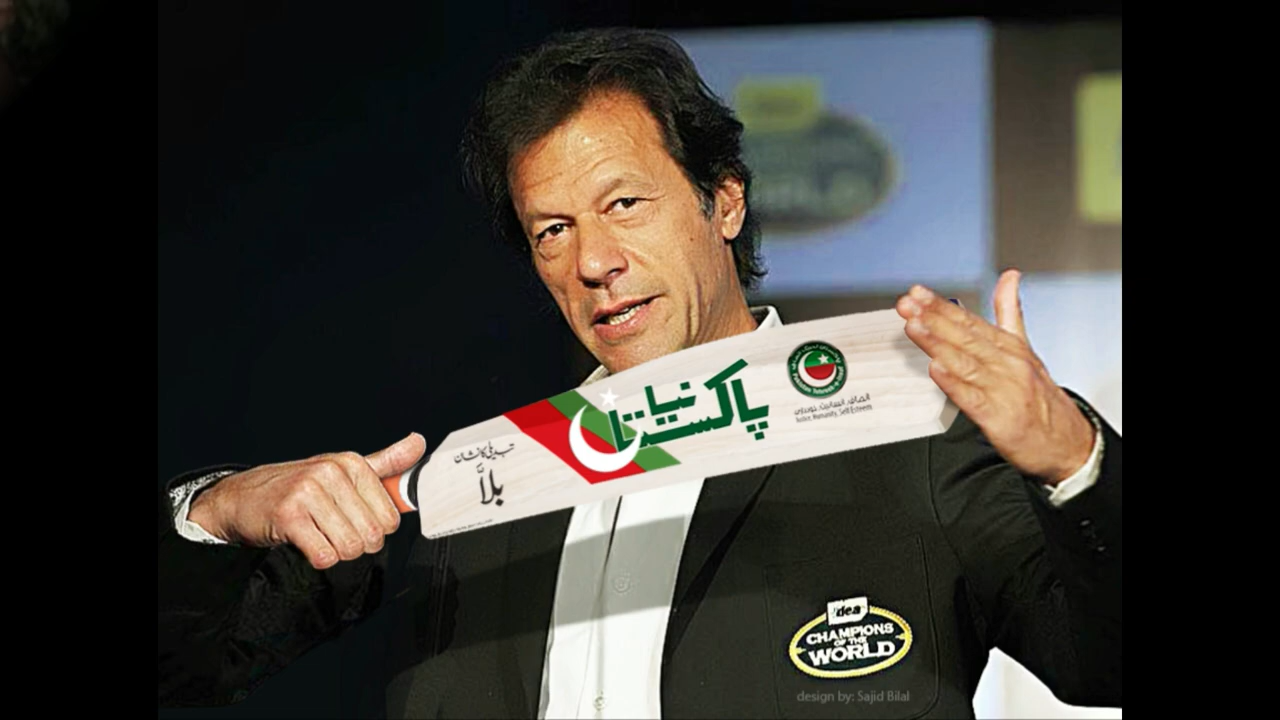 نیا
پاکستان
تبدیلی کا نشان
بلاّ
انصاف، انسانیت، خودداری
Justice, Humanity, Self Esteem
idea
CHAMPIONS
OF THE
WORLD
design by: Sajid Bilal